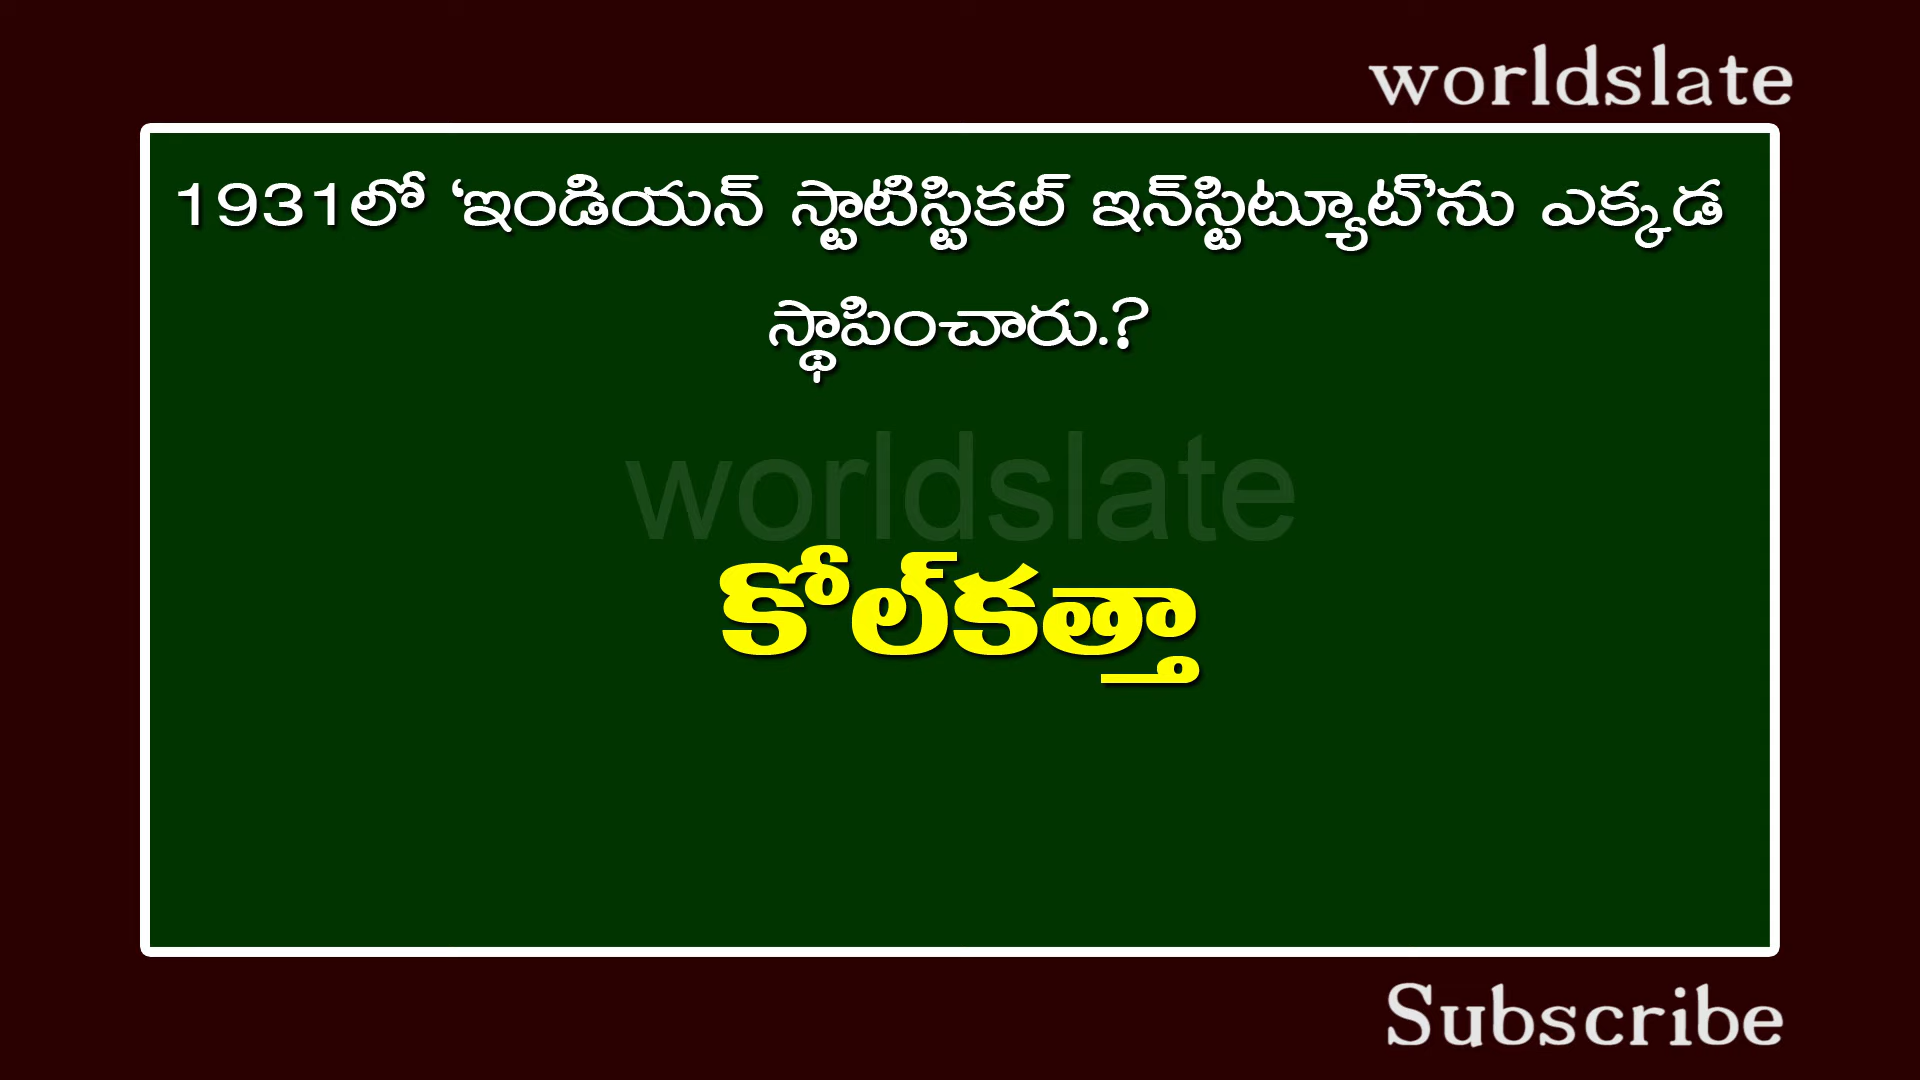 worldslate
1931లో ‘ఇండియన్ స్టాటిస్టికల్ ఇన్‌స్టిట్యూట్’ను ఎక్కడ
స్థాపించారు.?
worldslate
కోల్‌కత్తా
Subscribe